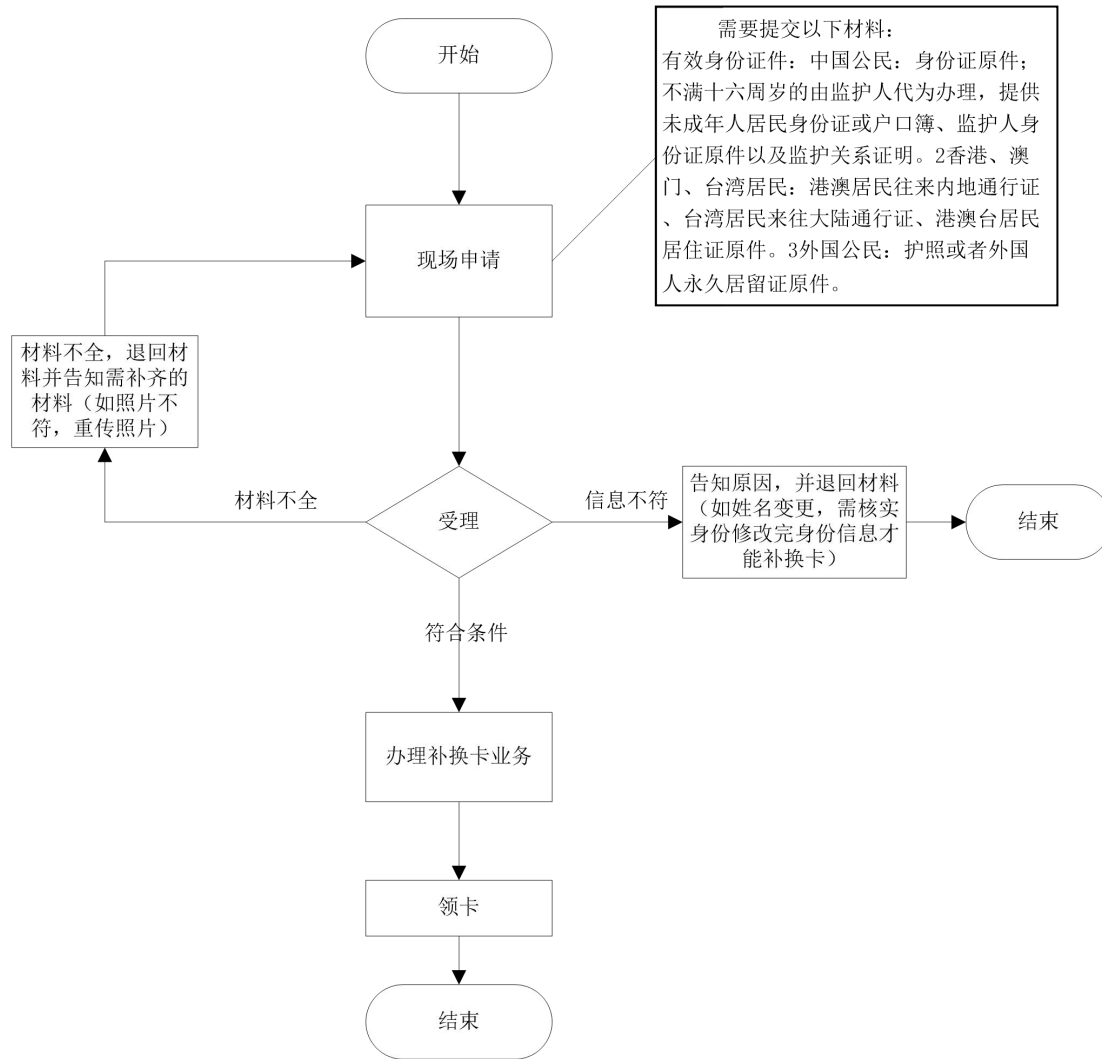 开始
需要提交以下材料：
有效身份证件：中国公民：身份证原件；
不满十六周岁的由监护人代为办理，提供
未成年人居民身份证或户口簿、监护人身
份证原件以及监护关系证明。2香港、澳
门、台湾居民：港澳居民往来内地通行证
、台湾居民来往大陆通行证、港澳台居民
居住证原件。3外国公民：护照或者外国
人永久居留证原件。
现场申请
材料不全，退回材
料并告知需补齐的
材料（如照片不
符，重传照片）
材料不全
受理
信息不符
告知原因，并退回材料
（如姓名变更，需核实
身份修改完身份信息才
能补换卡）
结束
符合条件
办理补换卡业务
领卡
结束